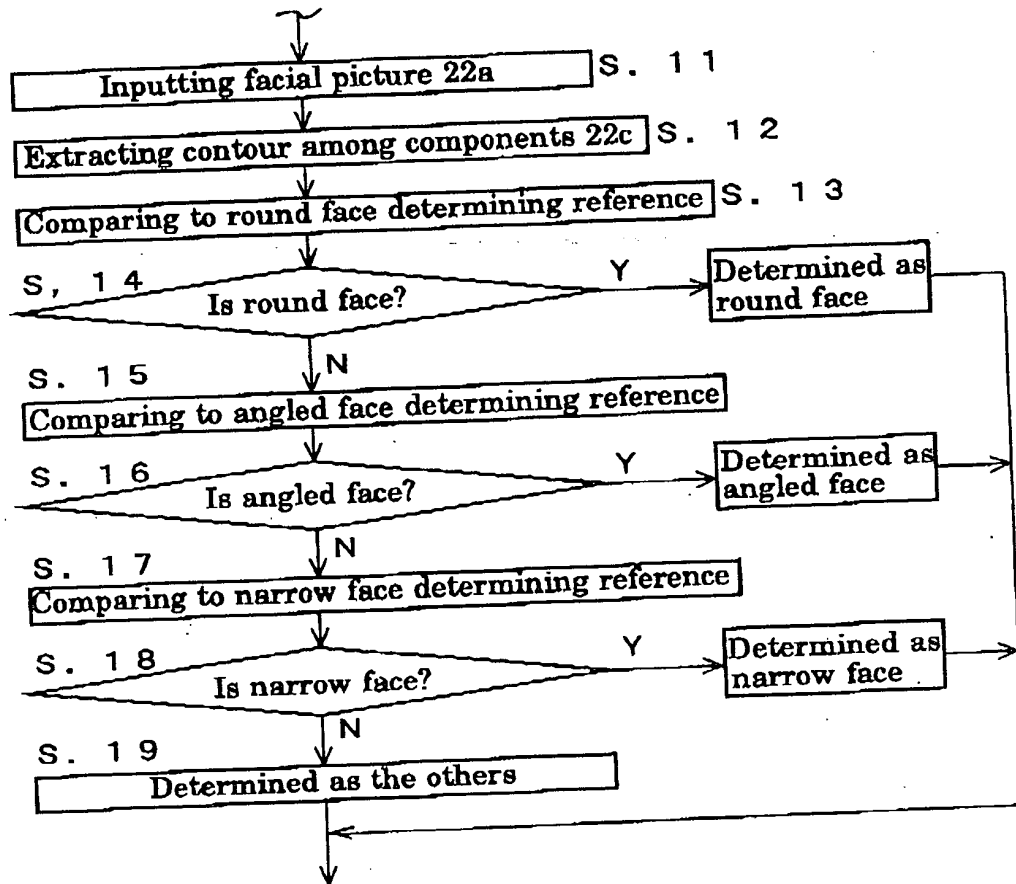 Inputting facial picture 22a
S. 11
Extracting contour among components 22c
S. 12
Comparing to round face determining reference
S. 13
S, 14
Is round face?
Y
Determined as
round face
N
S. 15
Comparing to angled face determining reference
S. 16
Is angled face?
Y
Determined as
angled face
N
S. 17
Comparing to narrow face determining reference
S. 18
Is narrow face?
Y
Determined as
narrow face
N
S. 19
Determined as the others